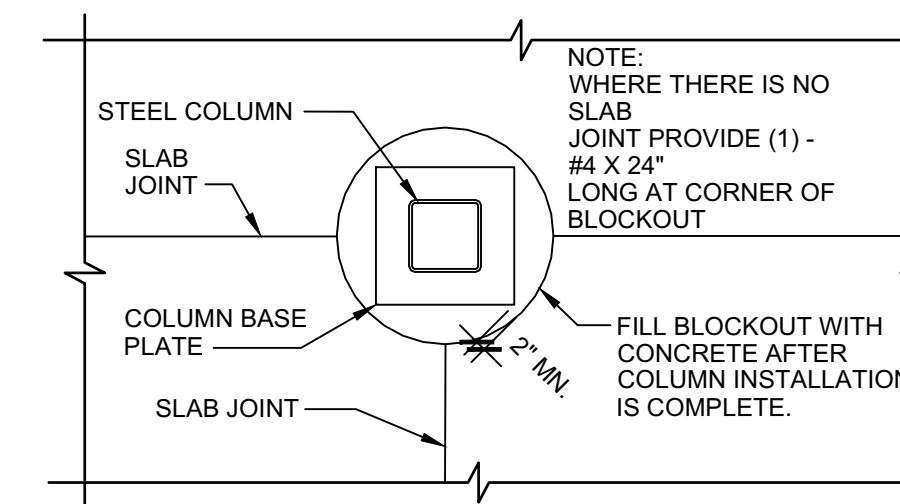 NOTE:
WHERE THERE IS NO
SLAB
JOINT PROVIDE (1) -
#4 X 24"
LONG AT CORNER OF
BLOCKOUT
STEEL COLUMN
SLAB
JOINT
COLUMN BASE
PLATE
SLAB JOINT
2" MN.
FILL BLOCKOUT WITH
CONCRETE AFTER
COLUMN INSTALLATION
IS COMPLETE.